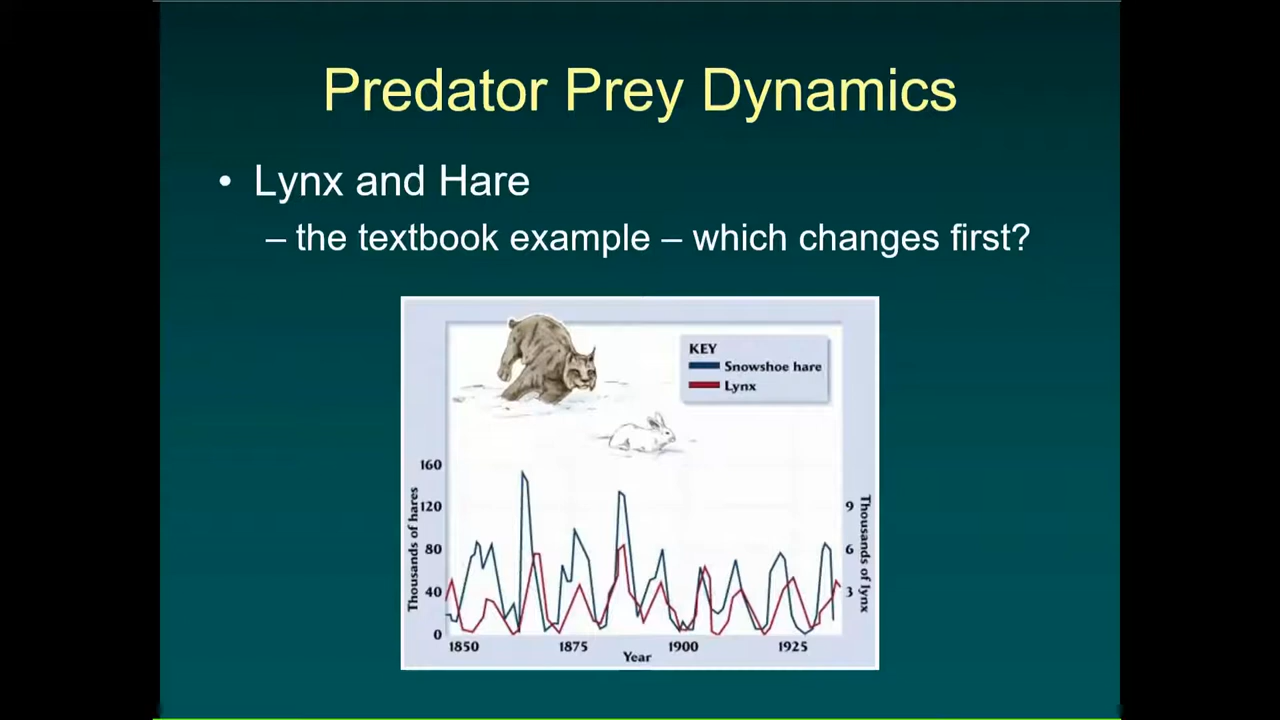 Predator Prey Dynamics
• Lynx and Hare
– the textbook example – which changes first?
KEY
Snowshoe hare
Lynx
160
120
80
40
0
Thousands of hares
9
6
3
Thousands of lynx
1850 1875 1900 1925
Year